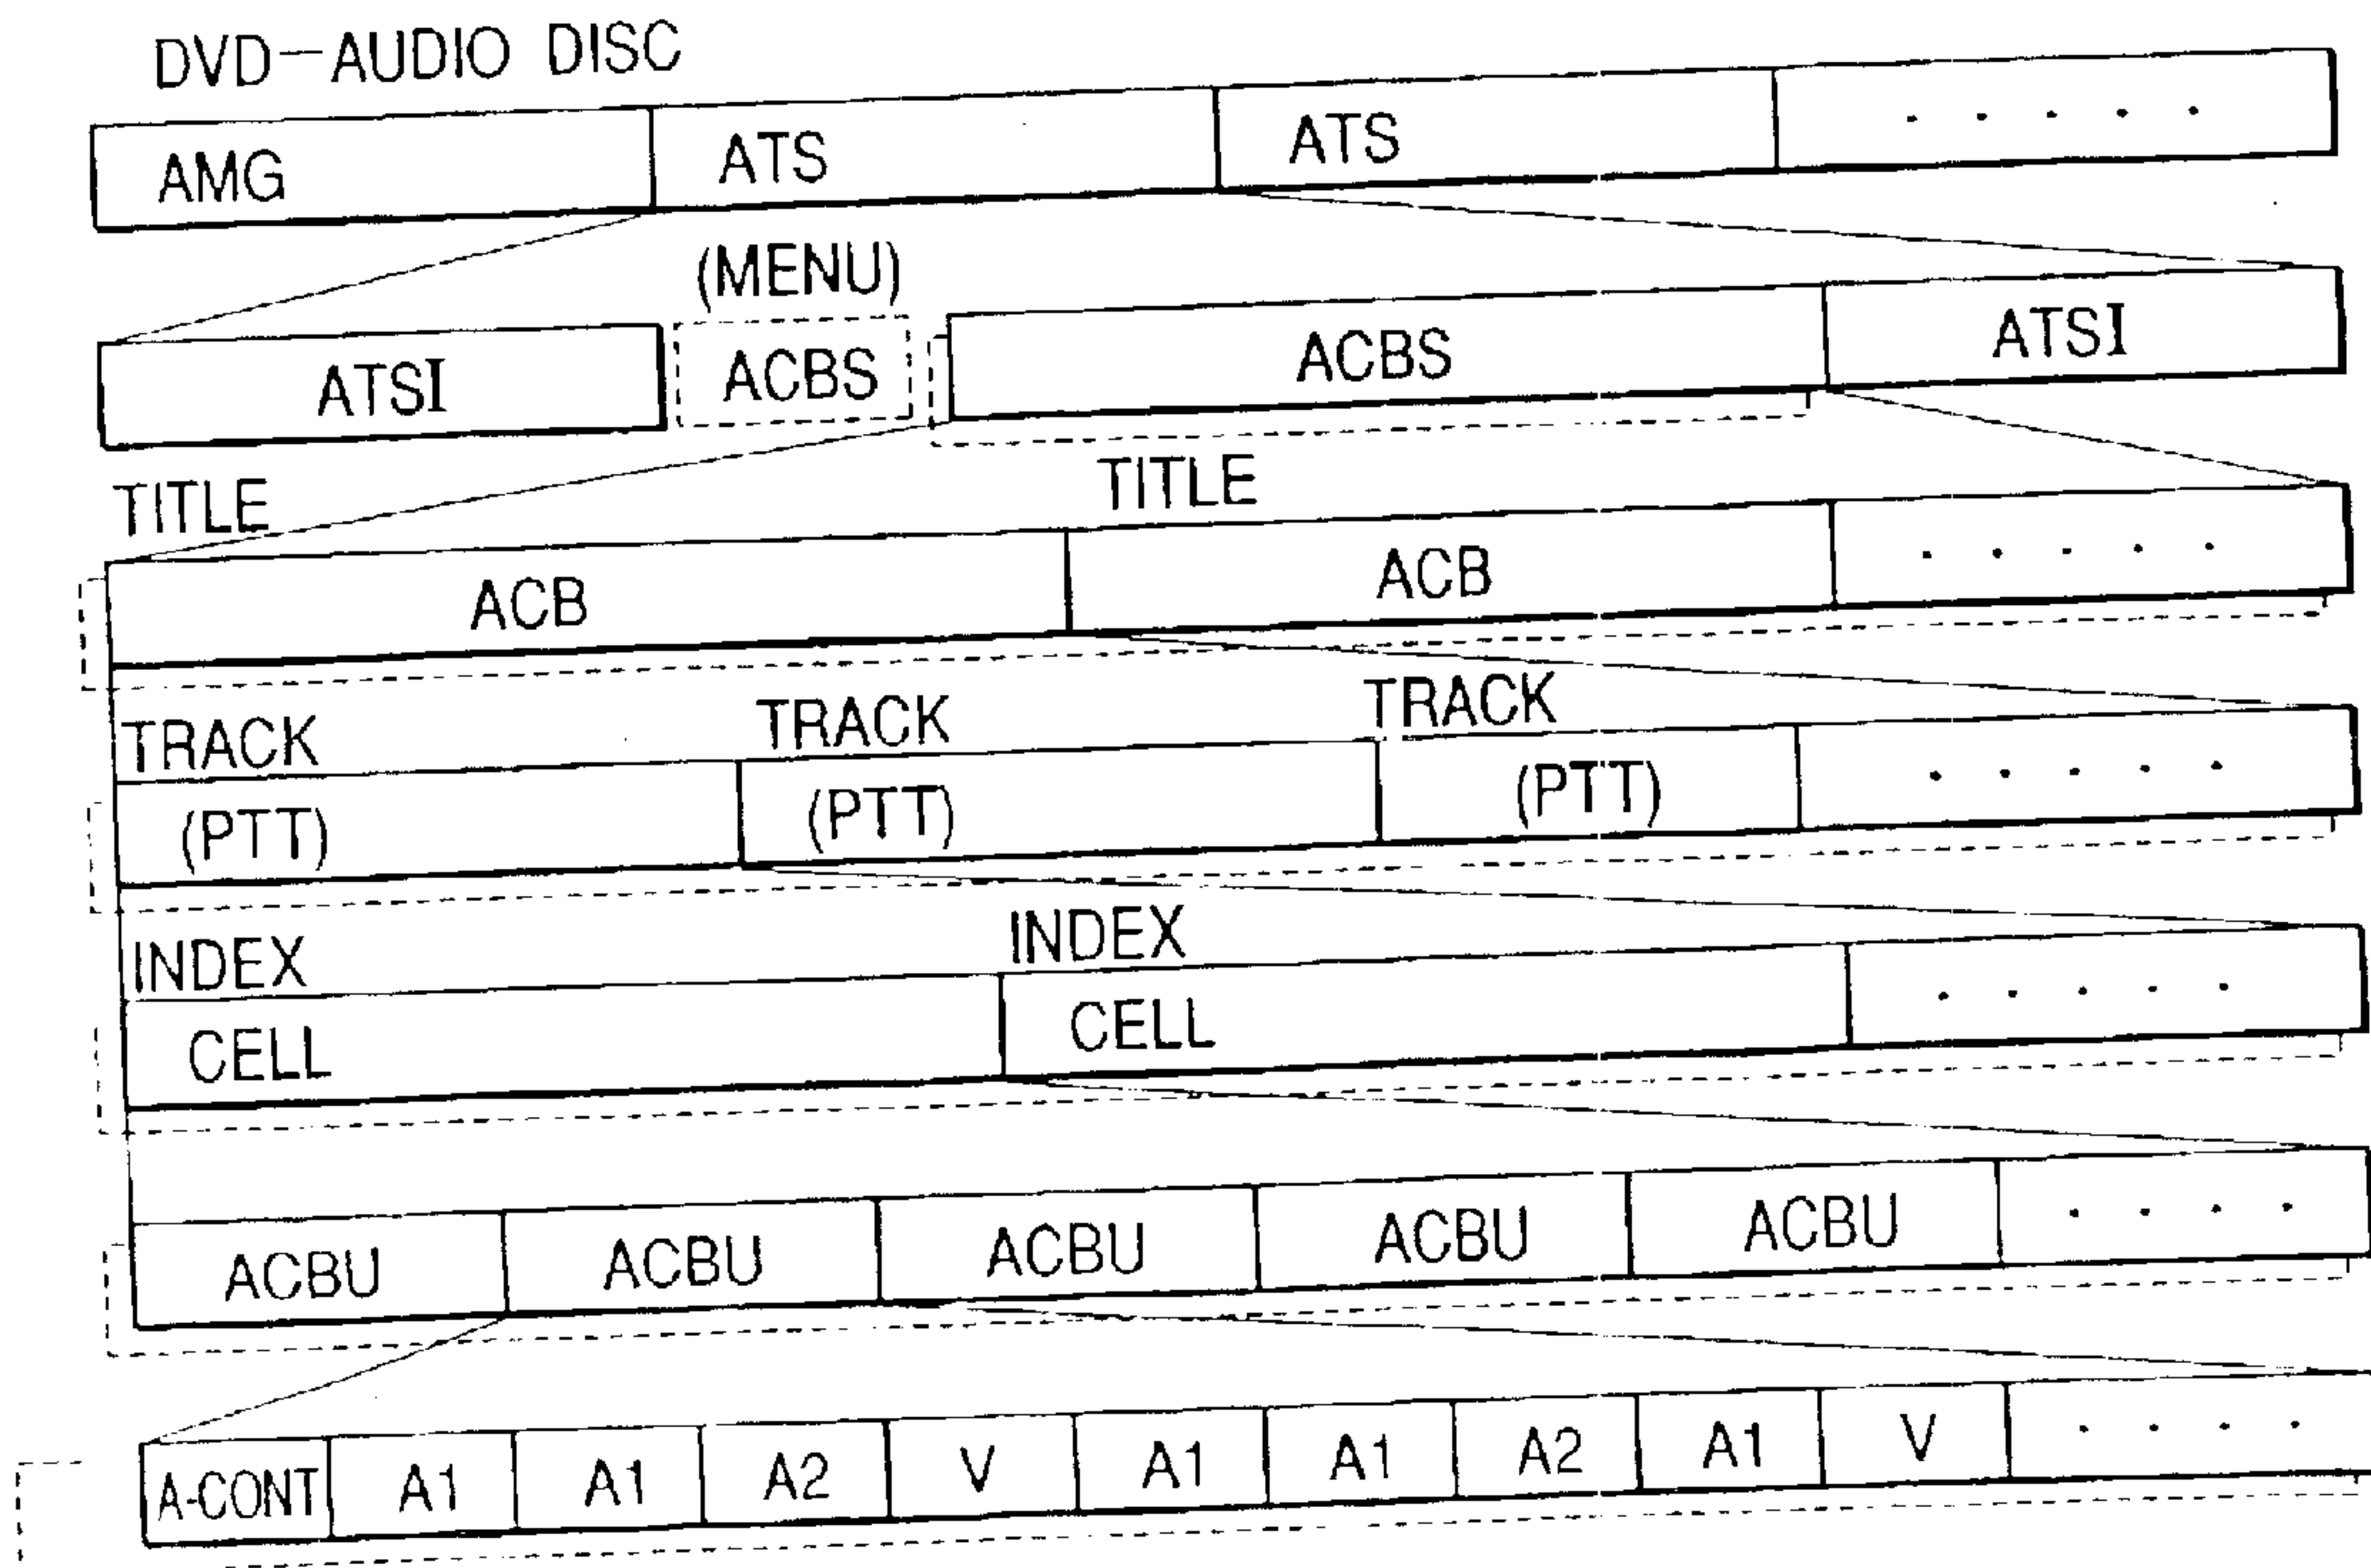 DVD-AUDIO DISC
AMG ATS ATS . . . . .
(MENU)
ATSI ACBS ACBS ATSI
TITLE TITLE
ACB ACB . . . . .
TRACK TRACK TRACK
(PTT) (PTT) (PTT) . . . . .
INDEX INDEX
CELL CELL . . . . .
ACBU ACBU ACBU ACBU ACBU . . . .
A-CONT A1 A1 A2 V A1 A1 A2 A1 V . . . .